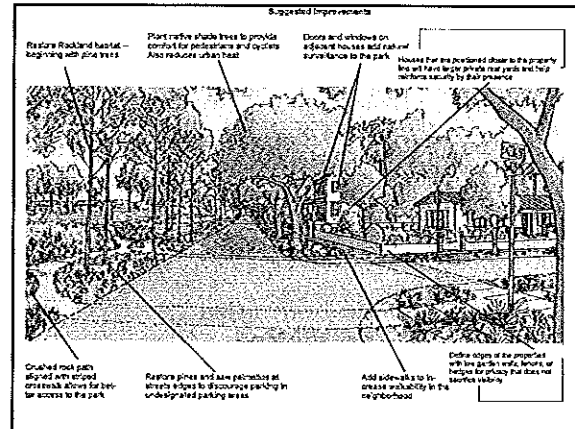 Suggested Improvements
Restore Rockland habitat –
beginning with pine trees
Plant native shade trees to provide
comfort for pedestrians and cyclists
Also reduces urban heat
Doors and windows on
adjacent houses add natural
surveillance to the park
Houses that are positioned closer to the property
line will have larger private rear yards and help
reinforce security by their presence
Crushed rock path
aligned with striped
crosswalk allows for bet-
ter access to the park
Restore pines and saw palmettos at
streets edges to discourage parking in
undesignated parking areas
Add sidewalks to in-
crease walkability in the
neighborhood
Define edges of the properties
with low garden walls, fences, or
hedges for privacy that does not
sacrifice visibility